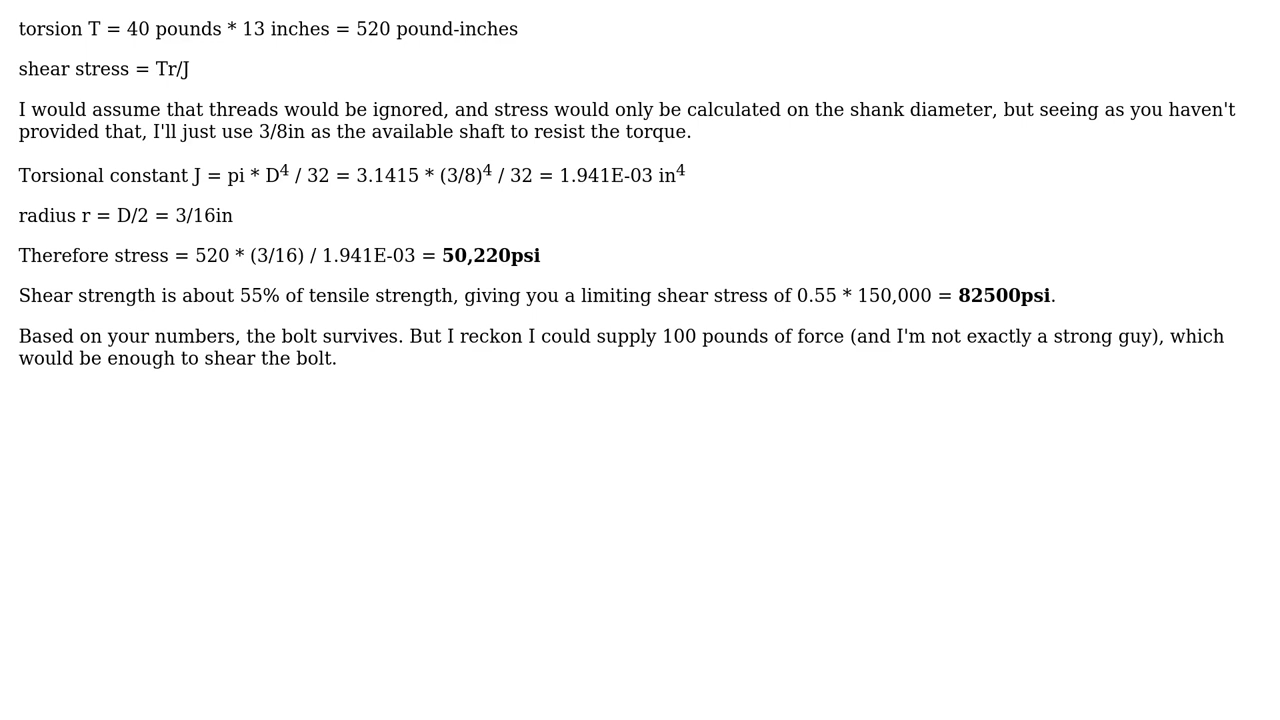 torsion T = 40 pounds * 13 inches = 520 pound-inches
shear stress = Tr/J
I would assume that threads would be ignored, and stress would only be calculated on the shank diameter, but seeing as you haven't
provided that, I'll just use 3/8in as the available shaft to resist the torque.
Torsional constant J = pi * D⁴ / 32 = 3.1415 * (3/8)⁴ / 32 = 1.941E-03 in⁴
radius r = D/2 = 3/16in
Therefore stress = 520 * (3/16) / 1.941E-03 = 50,220psi
Shear strength is about 55% of tensile strength, giving you a limiting shear stress of 0.55 * 150,000 = 82500psi.
Based on your numbers, the bolt survives. But I reckon I could supply 100 pounds of force (and I'm not exactly a strong guy), which
would be enough to shear the bolt.